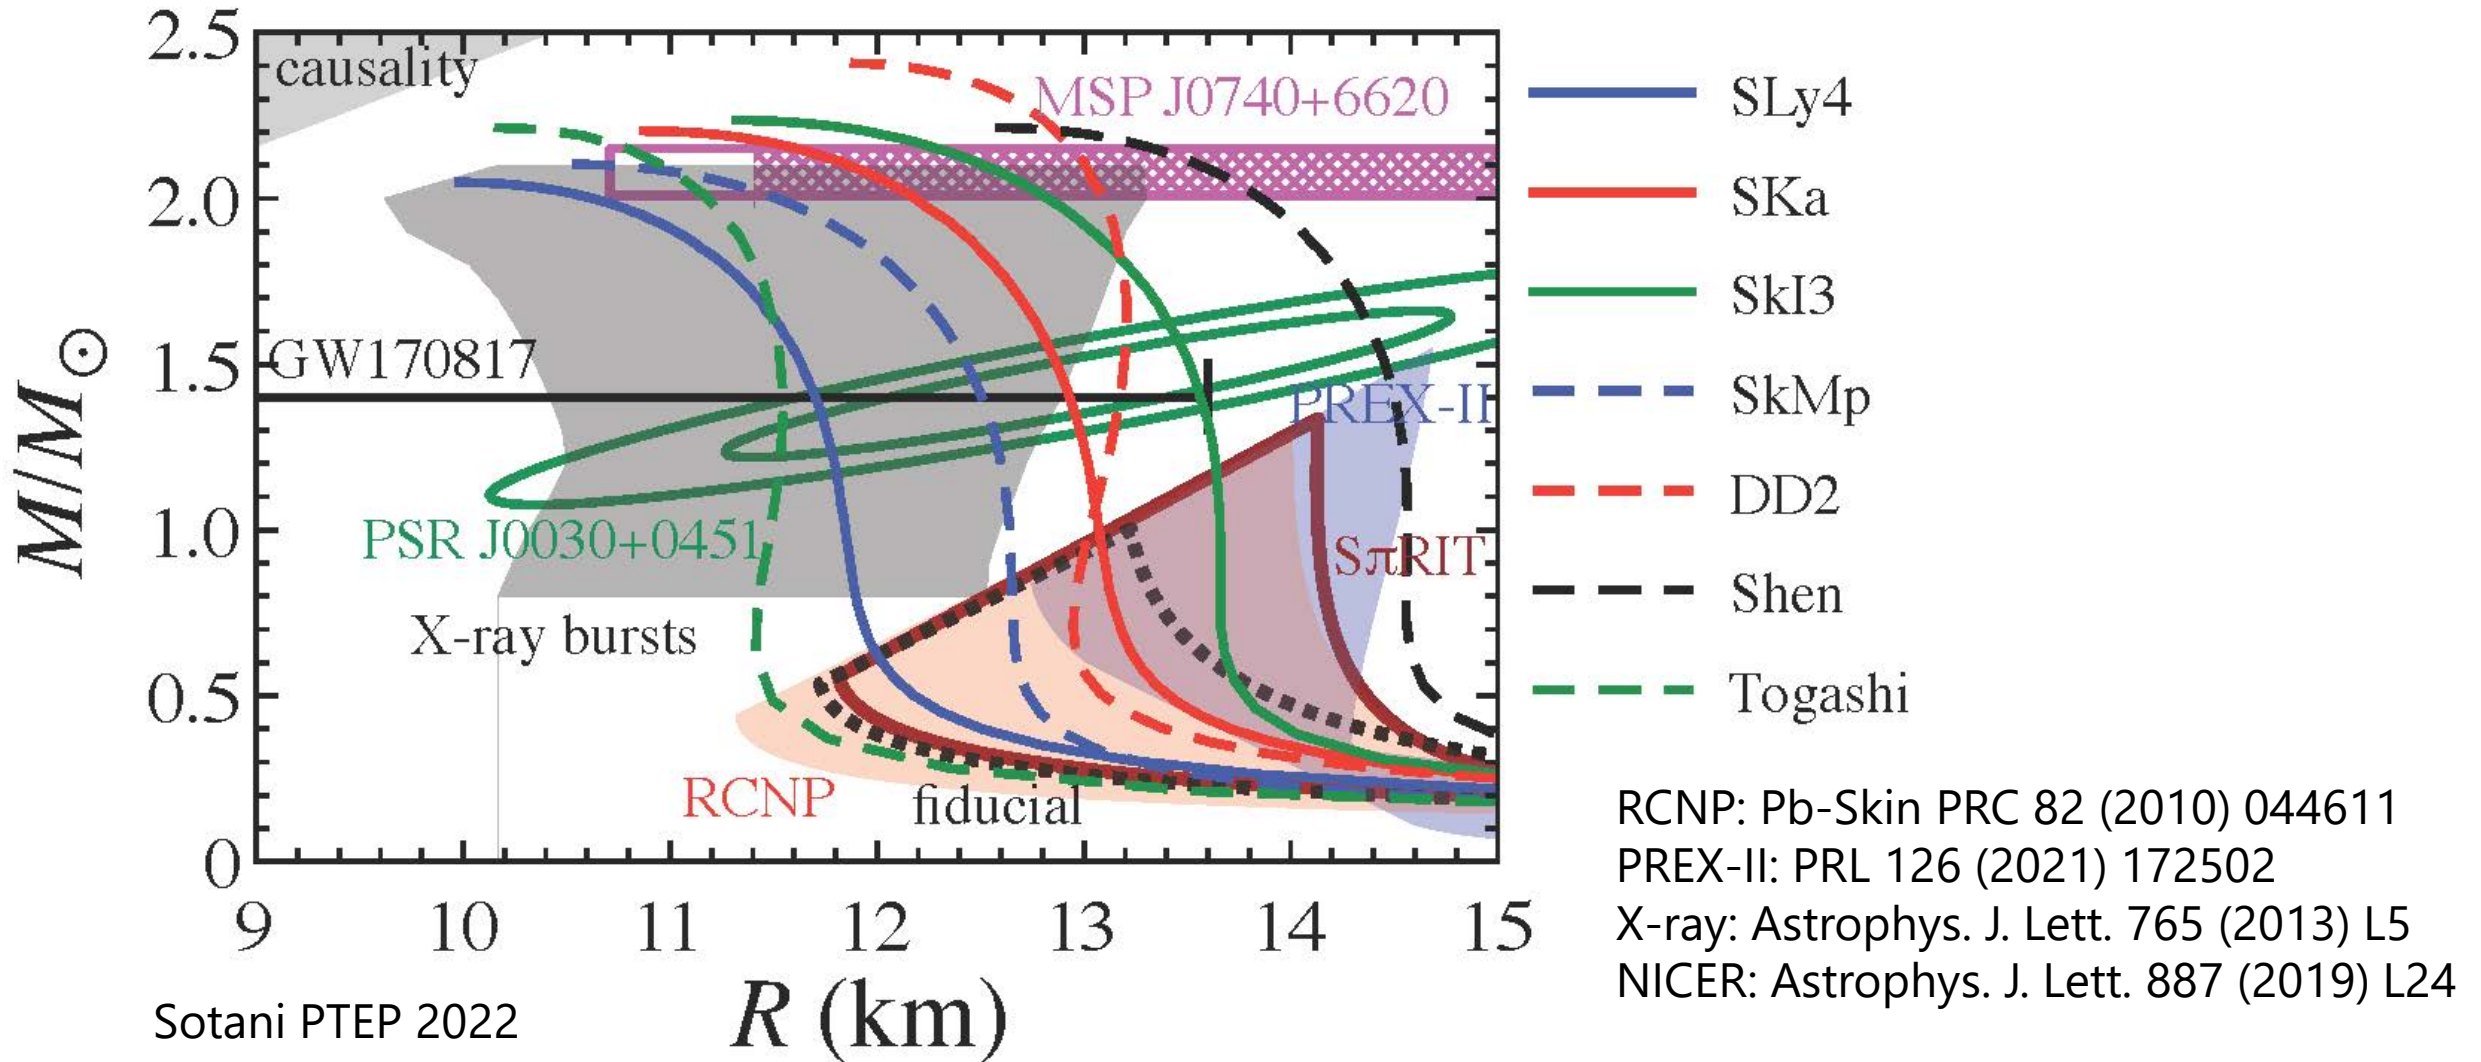 2.5
2.0
1.5
1.0
0.5
0
M/M☉
causality
MSP J0740+6620
GW170817
PREX-II
PSR J0030+0451
SπRIT
X-ray bursts
RCNP
fiducial
9 10 11 12 13 14 15
R (km)
SLy4
SKa
SkI3
SkMp
DD2
Shen
Togashi
RCNP: Pb-Skin PRC 82 (2010) 044611
PREX-II: PRL 126 (2021) 172502
X-ray: Astrophys. J. Lett. 765 (2013) L5
NICER: Astrophys. J. Lett. 887 (2019) L24
Sotani PTEP 2022